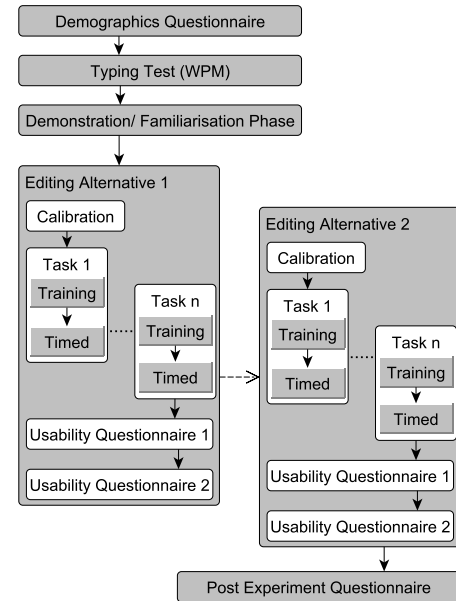 Demographics Questionnaire
Typing Test (WPM)
Demonstration/ Familiarisation Phase
Editing Alternative 1
Calibration
Task 1
Training
Timed
Task n
Training
Timed
Usability Questionnaire 1
Usability Questionnaire 2
Editing Alternative 2
Calibration
Task 1
Training
Timed
Task n
Training
Timed
Usability Questionnaire 1
Usability Questionnaire 2
Post Experiment Questionnaire